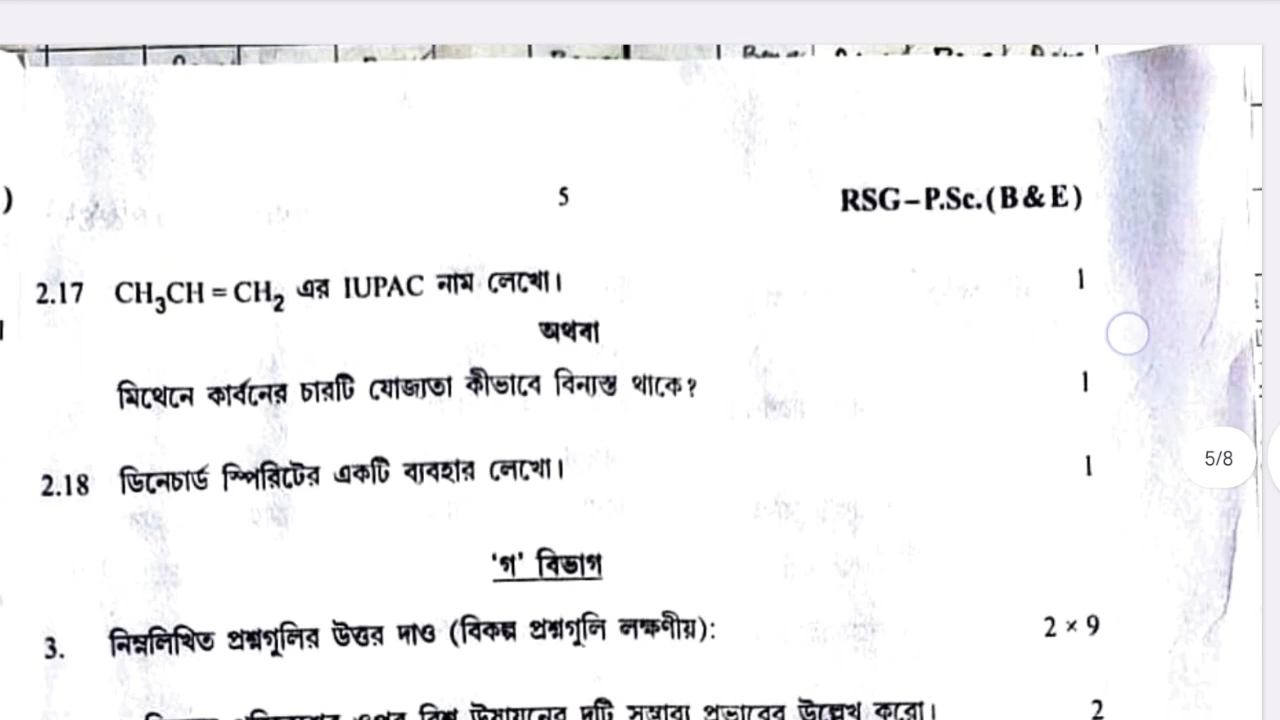 )
5
RSG–P.Sc.(B & E)
2.17 CH₃CH = CH₂ এর IUPAC নাম লেখো। 1
অথবা
মিথেনে কার্বনের চারটি যোজ্যতা কীভাবে বিন্যস্ত থাকে? 1
5/8
2.18 ডিনেচার্ড স্পিরিটের একটি ব্যবহার লেখো। 1
'গ' বিভাগ
3. নিম্নলিখিত প্রশ্নগুলির উত্তর দাও (বিকল্প প্রশ্নগুলি লক্ষণীয়): 2 × 9
ওপর বিশ্ব উষ্ণায়নের দুটি সম্ভাব্য প্রভাবের উল্লেখ করো। 2